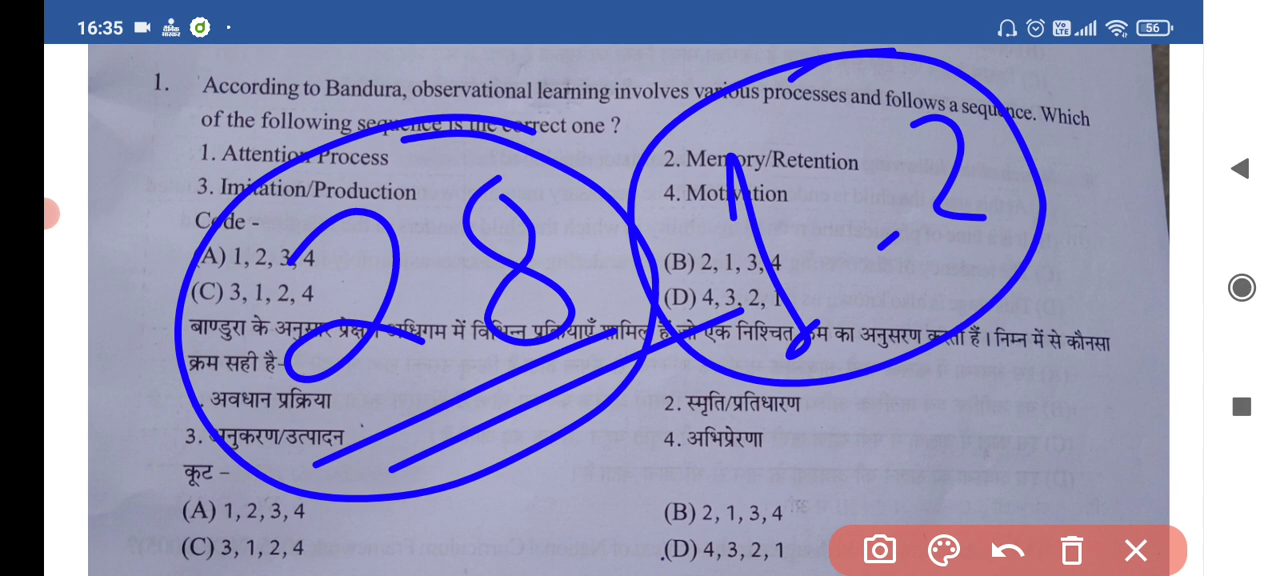 16:35 56
1. According to Bandura, observational learning involves various processes and follows a sequence. Which
of the following sequence is the correct one ?
1. Attention Process 2. Memory/Retention
3. Imitation/Production 4. Motivation
Code -
(A) 1, 2, 3, 4 (B) 2, 1, 3, 4
(C) 3, 1, 2, 4 (D) 4, 3, 2, 1
28 1 2
बाण्डुरा के अनुसार प्रेक्षण अधिगम में विभिन्न प्रक्रियाएँ शामिल हैं जो एक निश्चित क्रम का अनुसरण करता हैं। निम्न में से कौनसा
क्रम सही है-
1. अवधान प्रक्रिया 2. स्मृति/प्रतिधारण
3. अनुकरण/उत्पादन 4. अभिप्रेरणा
कूट -
(A) 1, 2, 3, 4 (B) 2, 1, 3, 4
(C) 3, 1, 2, 4 (D) 4, 3, 2, 1